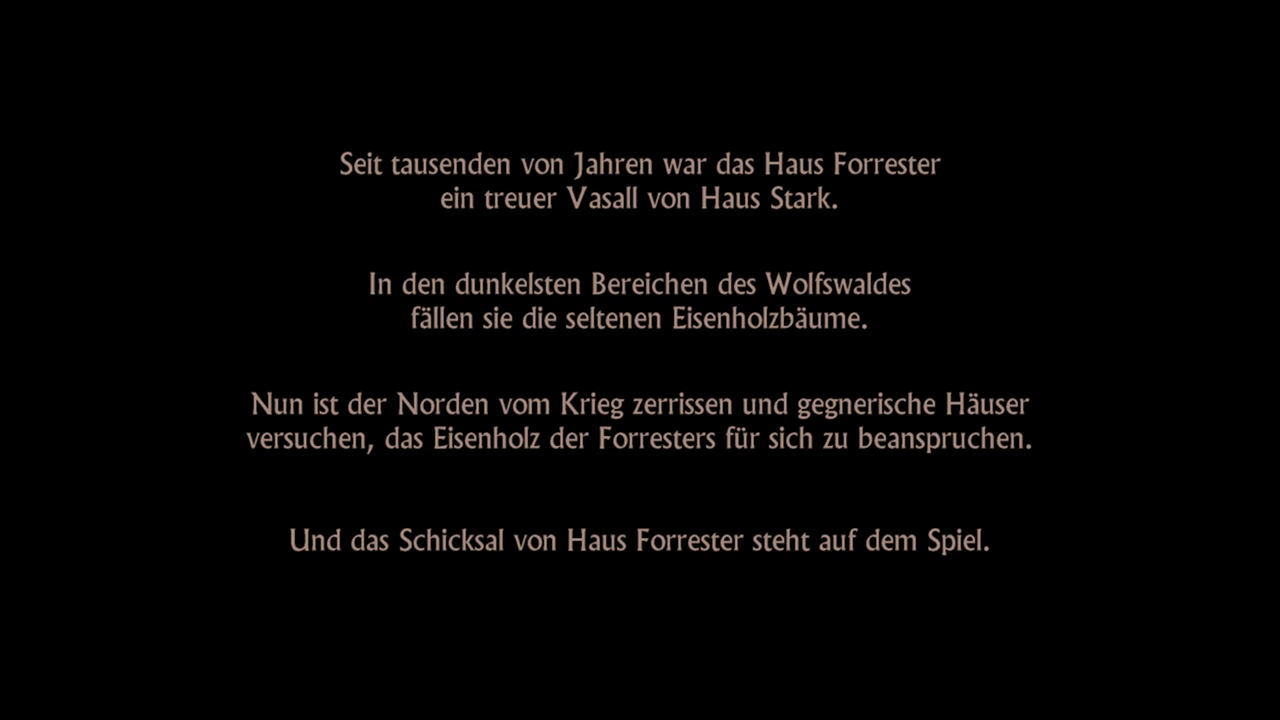 Seit tausenden von Jahren war das Haus Forrester
ein treuer Vasall von Haus Stark.
In den dunkelsten Bereichen des Wolfswaldes
fällen sie die seltenen Eisenholzbäume.
Nun ist der Norden vom Krieg zerrissen und gegnerische Häuser
versuchen, das Eisenholz der Forresters für sich zu beanspruchen.
Und das Schicksal von Haus Forrester steht auf dem Spiel.